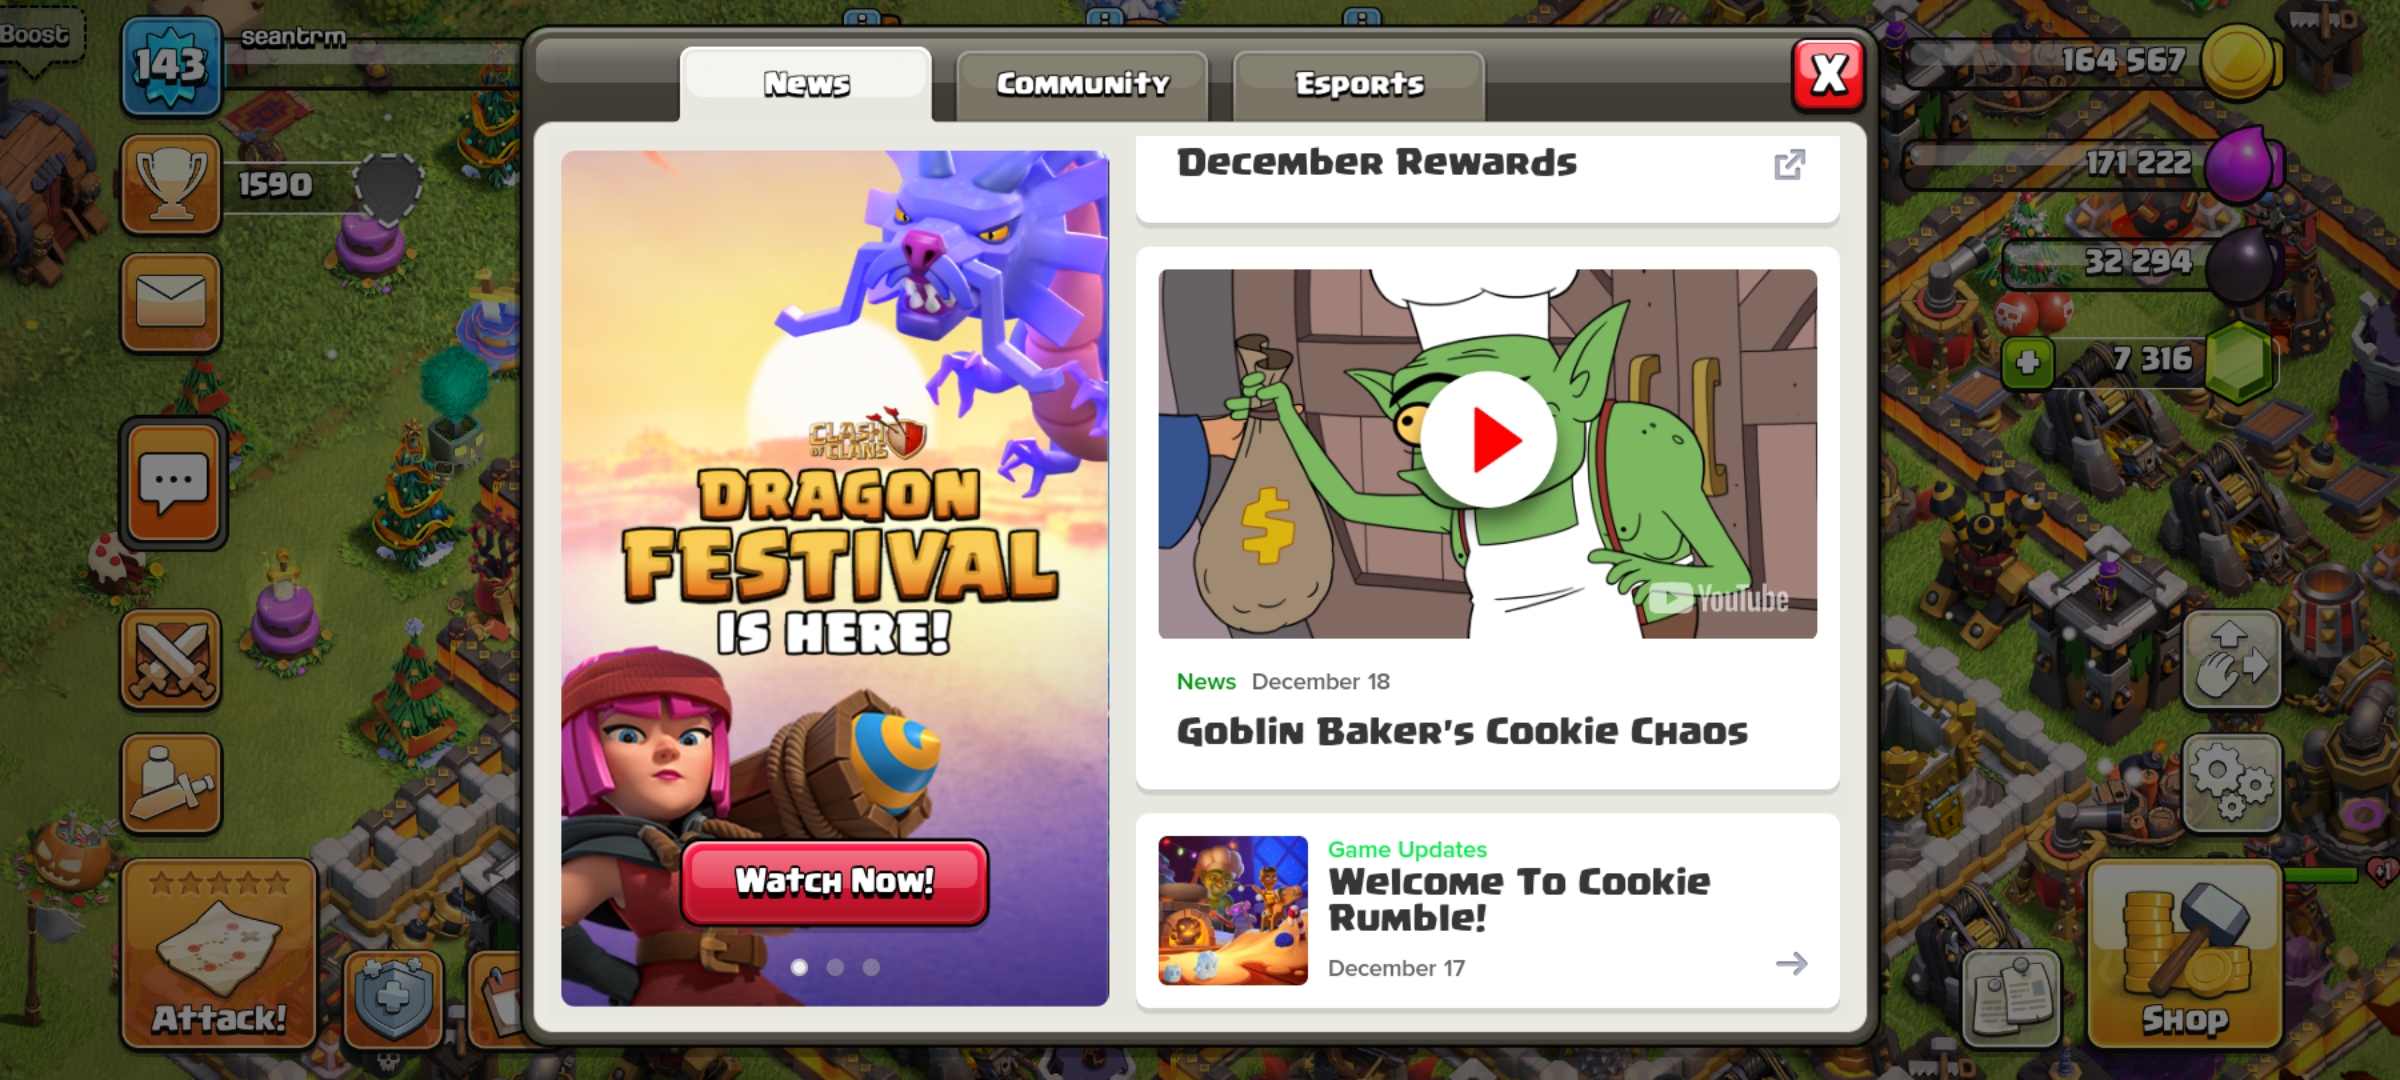 Boost
143
seantrm
1590
Attack!
News
Community
Esports
X
CLASH
OF CLANS
DRAGON
FESTIVAL
IS HERE!
Watch Now!
December Rewards
$
YouTube
News December 18
Goblin Baker's Cookie Chaos
Game Updates
Welcome To Cookie
Rumble!
December 17
164 567
171 222
32 294
7 316
+1
Shop